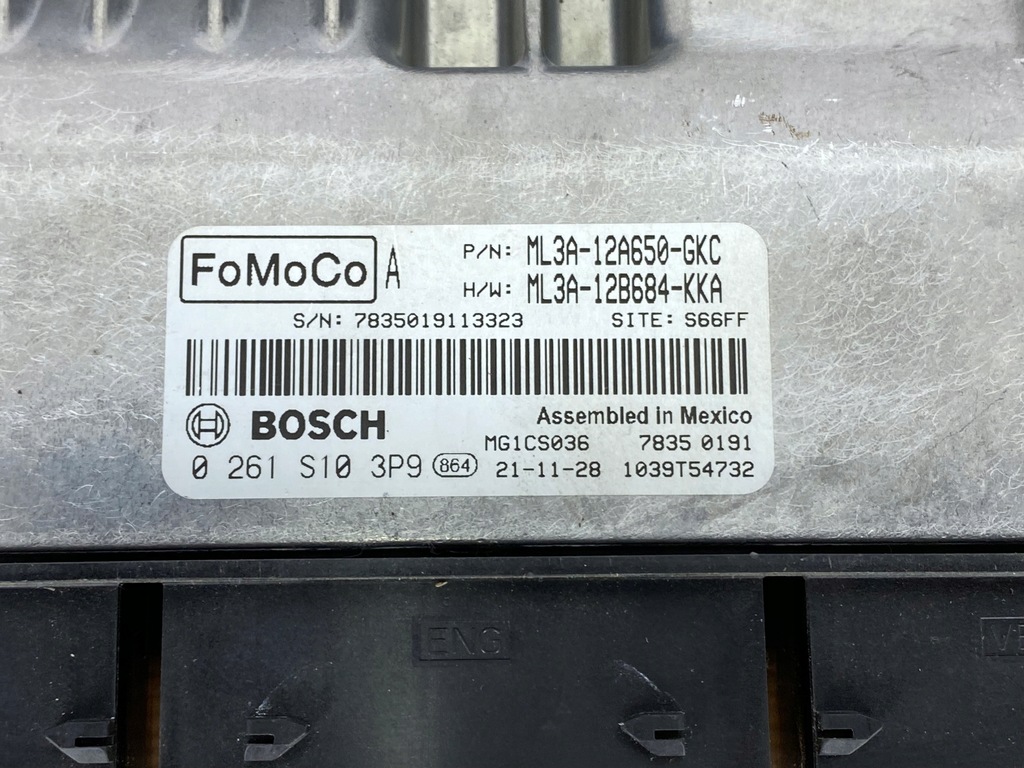 FoMoCo A P/N: ML3A-12A650-GKC
H/W: ML3A-12B684-KKA
S/N: 7835019113323 SITE: S66FF
BOSCH Assembled in Mexico
MG1CS036 7835 0191
0 261 S10 3P9 864 21-11-28 1039T54732
ENG